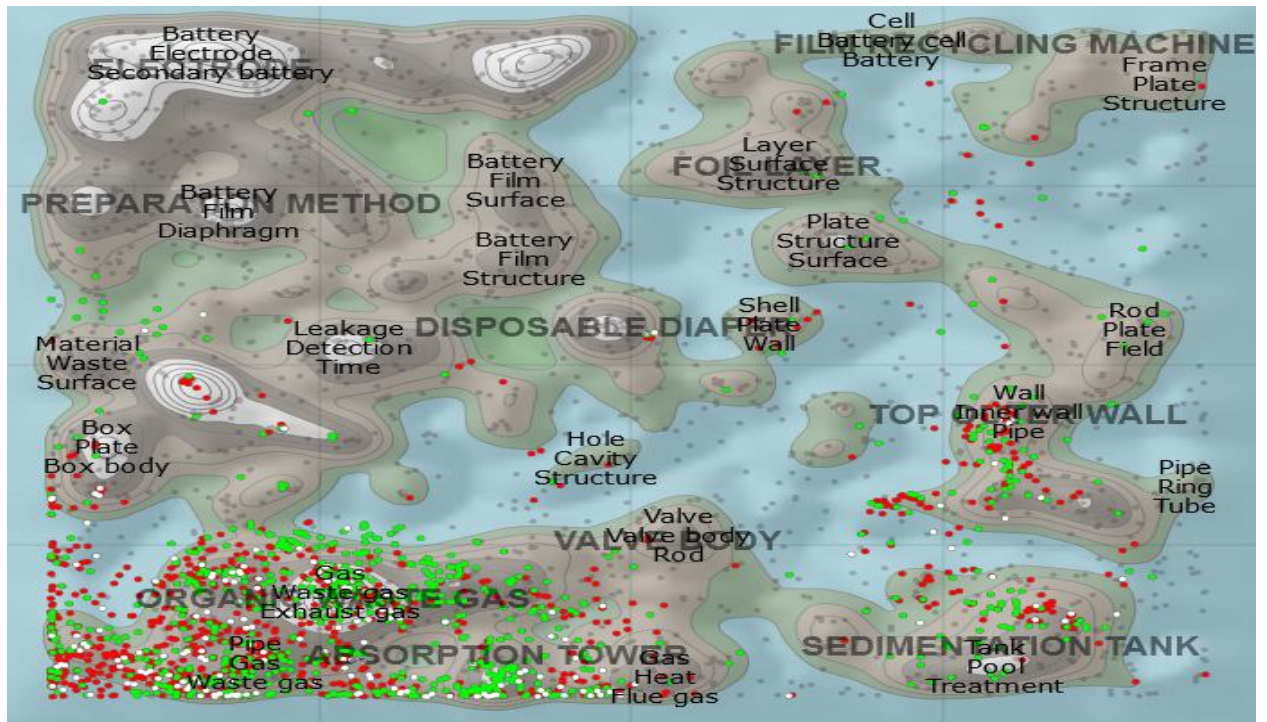 Battery
Electrode
Secondary battery
ELECTRODE
Cell
Battery cell
Battery
FILM RECYCLING MACHINE
Frame
Plate
Structure
Layer
Surface
Structure
FOIL LAYER
Battery
Film
Surface
PREPARATION METHOD
Battery
Film
Diaphragm
Plate
Structure
Surface
Battery
Film
Structure
Shell
Plate
Wall
DISPOSABLE DIAPER
Rod
Plate
Field
Material
Waste
Surface
Leakage
Detection
Time
Wall
Inner wall
Pipe
TOP WALL
Box
Plate
Box body
Hole
Cavity
Structure
Pipe
Ring
Tube
Valve
Valve body
Rod
VALVE BODY
Gas
Waste gas
Exhaust gas
ORGANIC WASTE GAS
Pipe
Gas
Waste gas
ABSORPTION TOWER
Gas
Heat
Flue gas
SEDIMENTATION TANK
Tank
Pool
Treatment